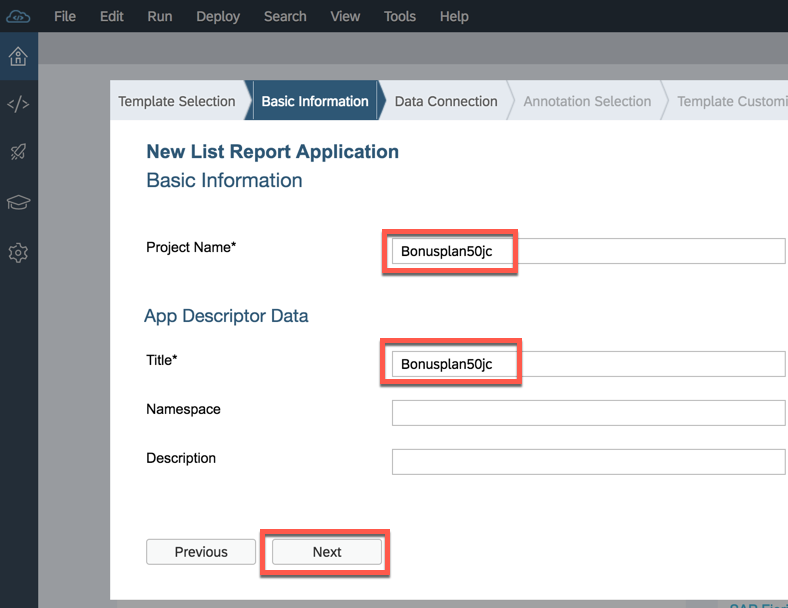 File Edit Run Deploy Search View Tools Help
Template Selection Basic Information Data Connection Annotation Selection Template Customi
New List Report Application
Basic Information
Project Name* Bonusplan50jc
App Descriptor Data
Title* Bonusplan50jc
Namespace
Description
Previous Next